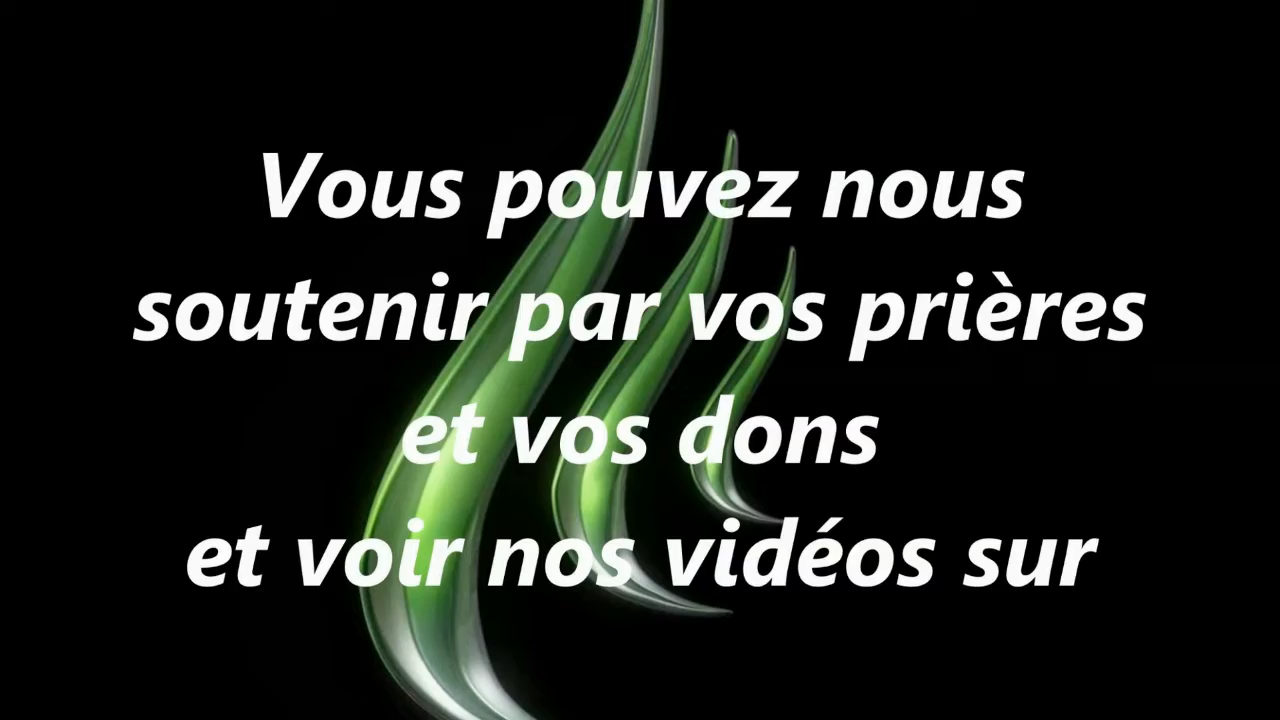 Vous pouvez nous
soutenir par vos prières
et vos dons
et voir nos vidéos sur